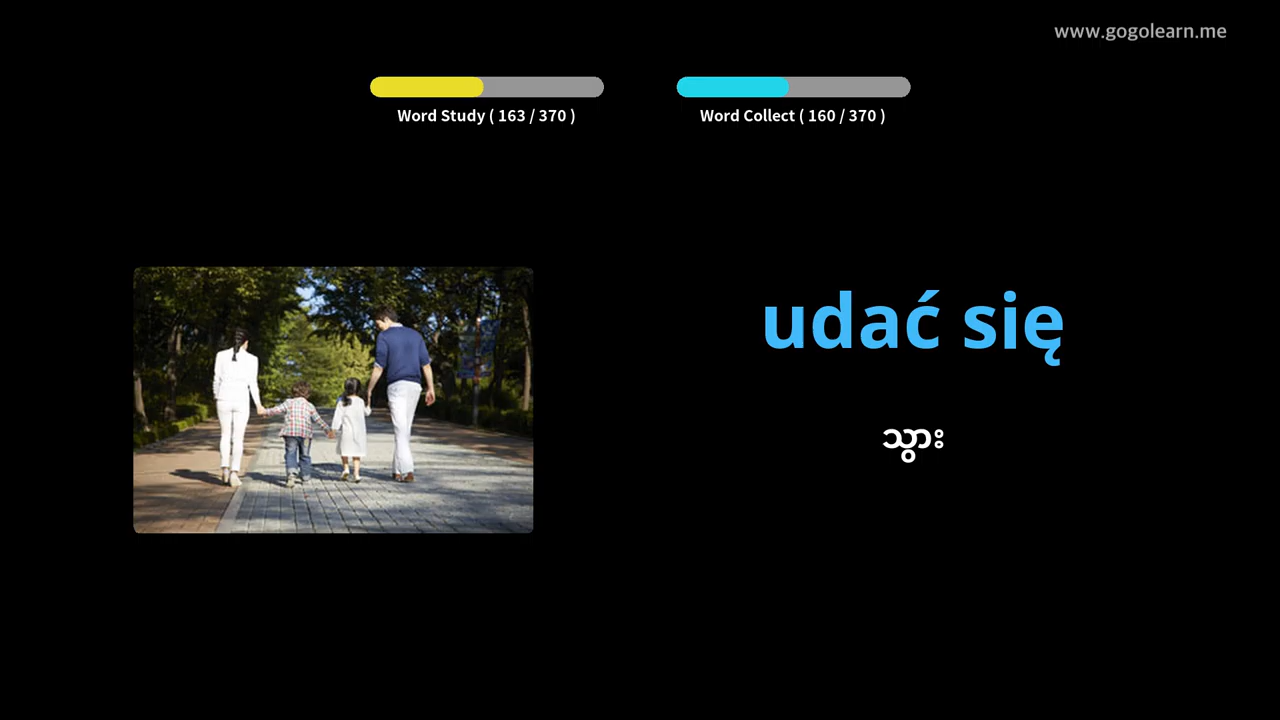 www.gogolearn.me
Word Study ( 163 / 370 )
Word Collect ( 160 / 370 )
udać się
သွား